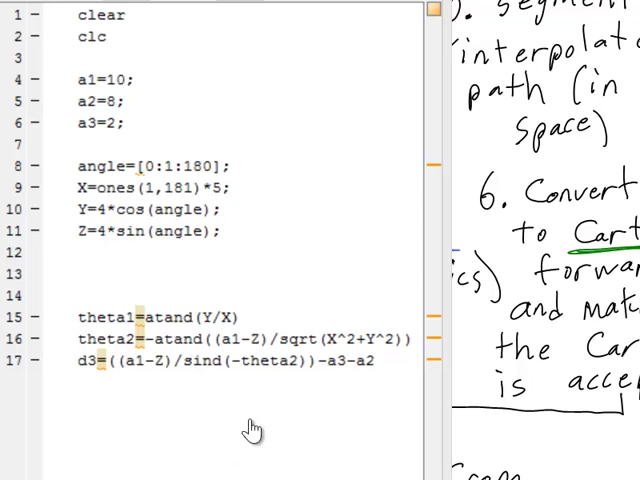 1 - clear
2 - clc
3
4 - a1=10;
5 - a2=8;
6 - a3=2;
7
8 - angle=[0:1:180];
9 - X=ones(1,181)*5;
10 - Y=4*cos(angle);
11 - Z=4*sin(angle);
12
13
14
15 - theta1=atand(Y/X)
16 - theta2=-atand((a1-Z)/sqrt(X^2+Y^2))
17 - d3=((a1-Z)/sind(-theta2))-a3-a2
segment
interpolat
path (in
space)
6. Convert
to Cart
ics) forwar
and mat
the Car
is acce